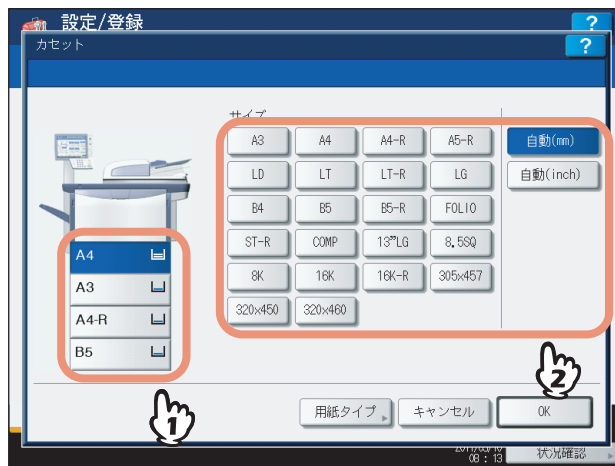 設定/登録
?
カセット
?
サイズ
A3 A4 A4-R A5-R 自動(mm)
LD LT LT-R LG 自動(inch)
B4 B5 B5-R FOLIO
ST-R COMP 13"LG 8.5SQ
8K 16K 16K-R 305x457
320x450 320x460
A4
A3
A4-R
B5
1
2
用紙タイプ キャンセル OK
08 : 13 状況確認